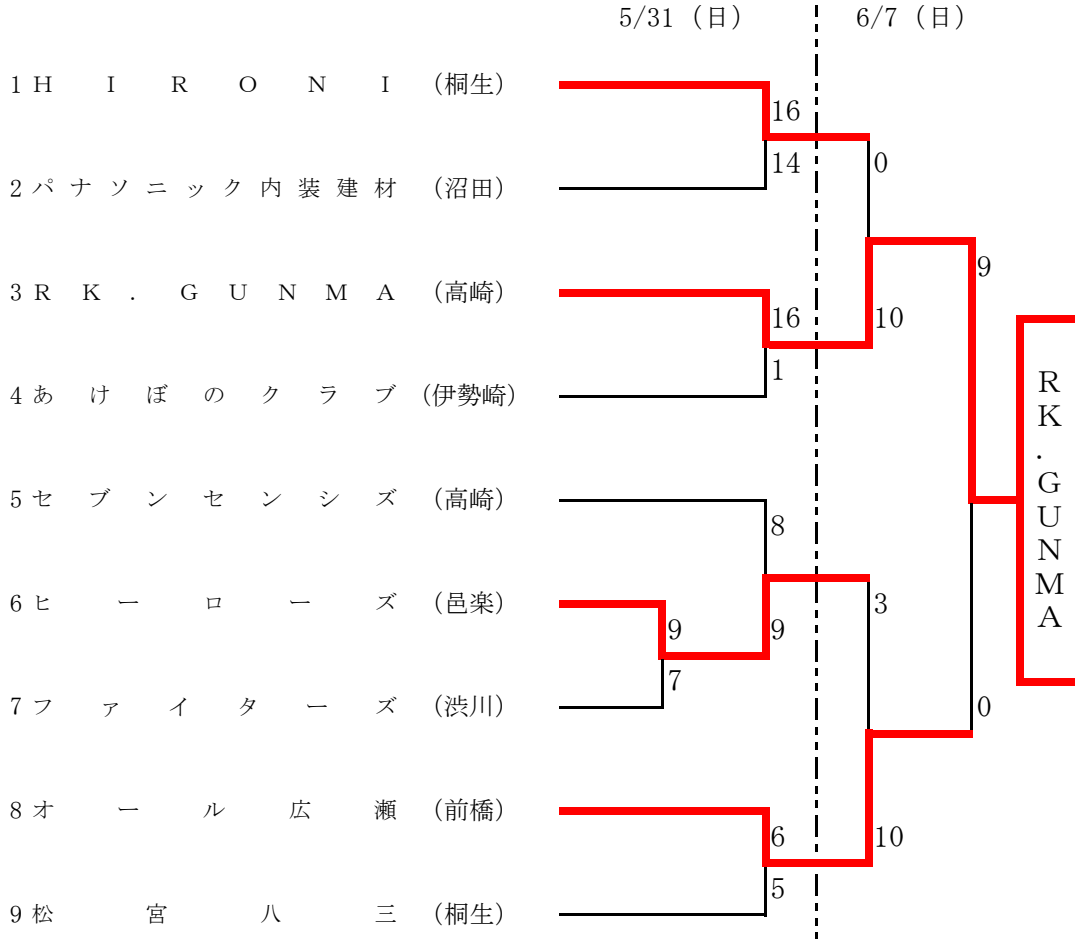 5/31（日） 6/7（日）
1 ＨＩＲＯＮＩ （桐生）
16
14
0
2 パナソニック内装建材 （沼田）
9
3 ＲＫ．ＧＵＮＭＡ （高崎）
16
10
1
4 あけぼのクラブ （伊勢崎）
ＲＫ．ＧＵＮＭＡ
5 セブンセンシズ （高崎）
8
6 ヒーローズ （邑楽）
3
9
9
7
7 ファイターズ （渋川）
0
8 オール広瀬 （前橋）
6
10
5
9 松宮八三 （桐生）